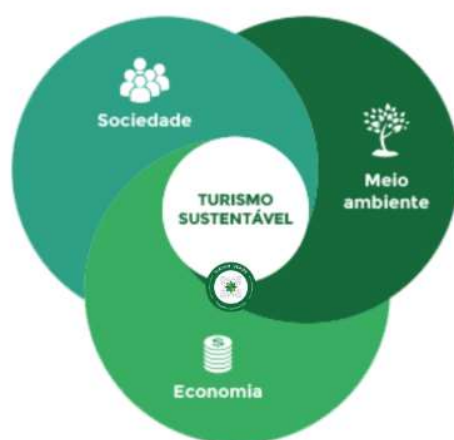 Sociedade
Meio
ambiente
TURISMO
SUSTENTÁVEL
Economia